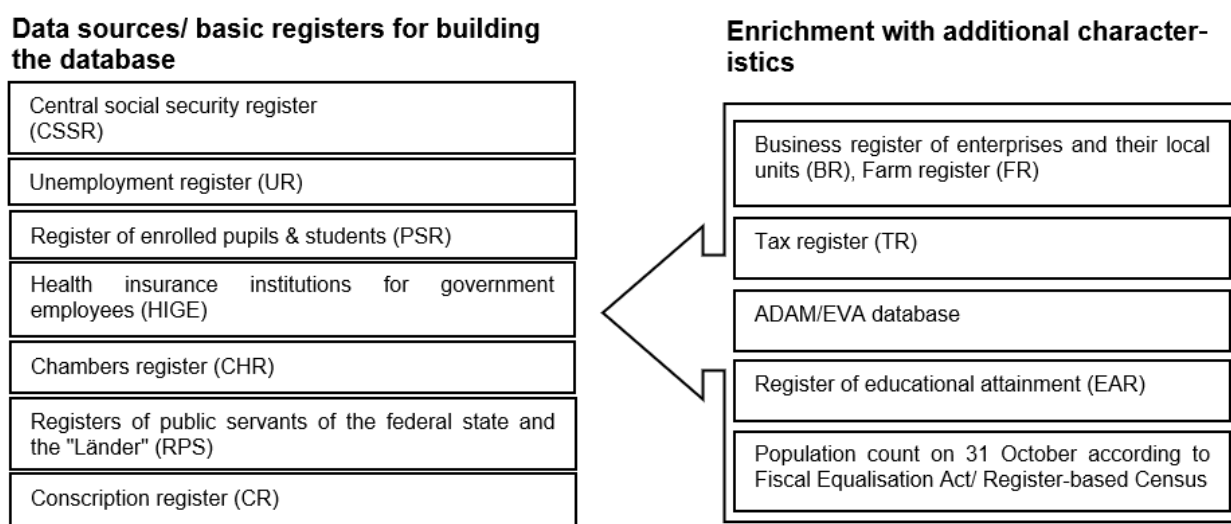 Data sources/ basic registers for building
the database
Central social security register
(CSSR)
Unemployment register (UR)
Register of enrolled pupils & students (PSR)
Health insurance institutions for government
employees (HIGE)
Chambers register (CHR)
Registers of public servants of the federal state and
the "Länder" (RPS)
Conscription register (CR)
Enrichment with additional character-
istics
Business register of enterprises and their local
units (BR), Farm register (FR)
Tax register (TR)
ADAM/EVA database
Register of educational attainment (EAR)
Population count on 31 October according to
Fiscal Equalisation Act/ Register-based Census